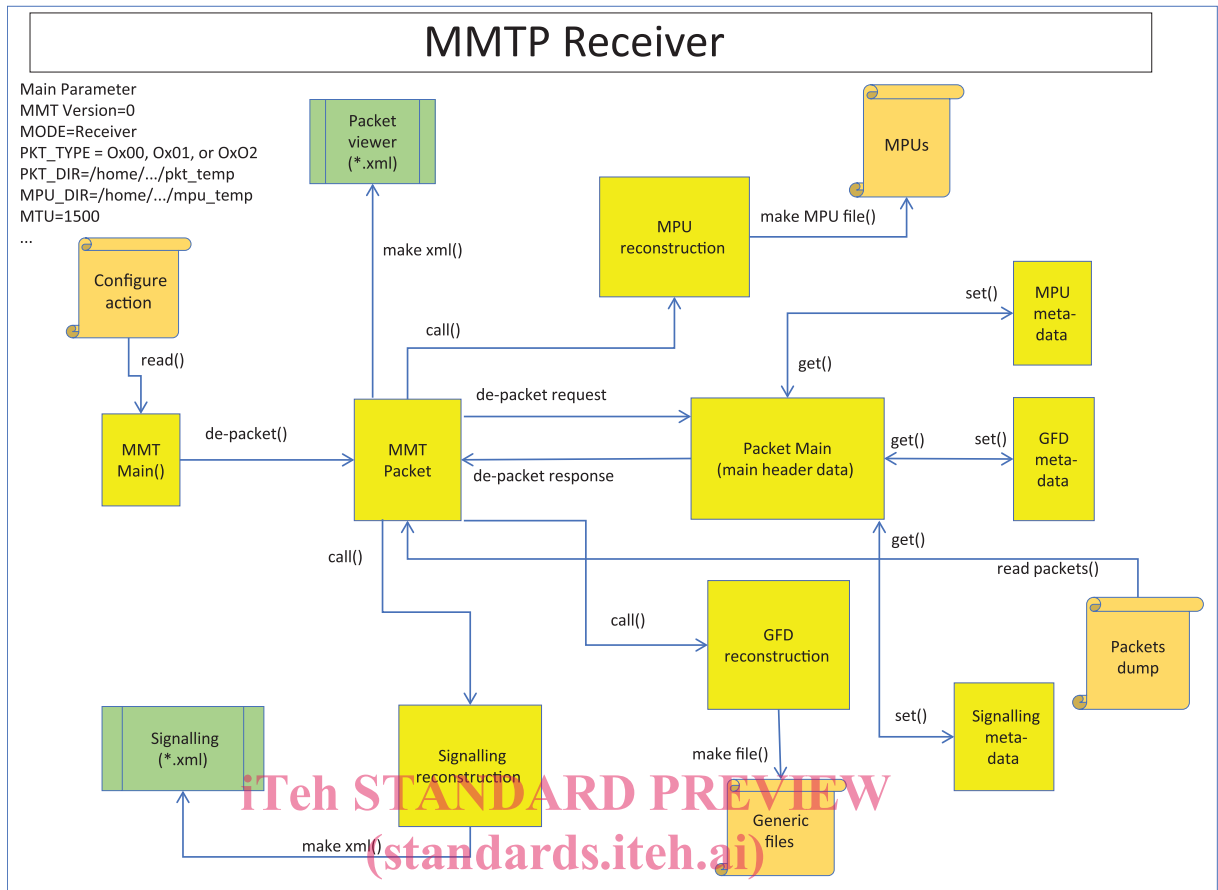 MMTP Receiver
Main Parameter
MMT Version=0
MODE=Receiver
PKT_TYPE = Ox00, Ox01, or OxO2
PKT_DIR=/home/.../pkt_temp
MPU_DIR=/home/.../mpu_temp
MTU=1500
...
Configure
action
read()
MMT
Main()
de-packet()
Packet
viewer
(*.xml)
make xml()
MMT
Packet
call()
MPU
reconstruction
make MPU file()
MPUs
de-packet request
de-packet response
Packet Main
(main header data)
get()
set()
MPU
meta-
data
get()
set()
GFD
meta-
data
get()
set()
Signalling
meta-
data
read packets()
Packets
dump
call()
GFD
reconstruction
make file()
Generic
files
call()
Signalling
reconstruction
make xml()
Signalling
(*.xml)
iTeh STANDARD PREVIEW
(standards.iteh.ai)